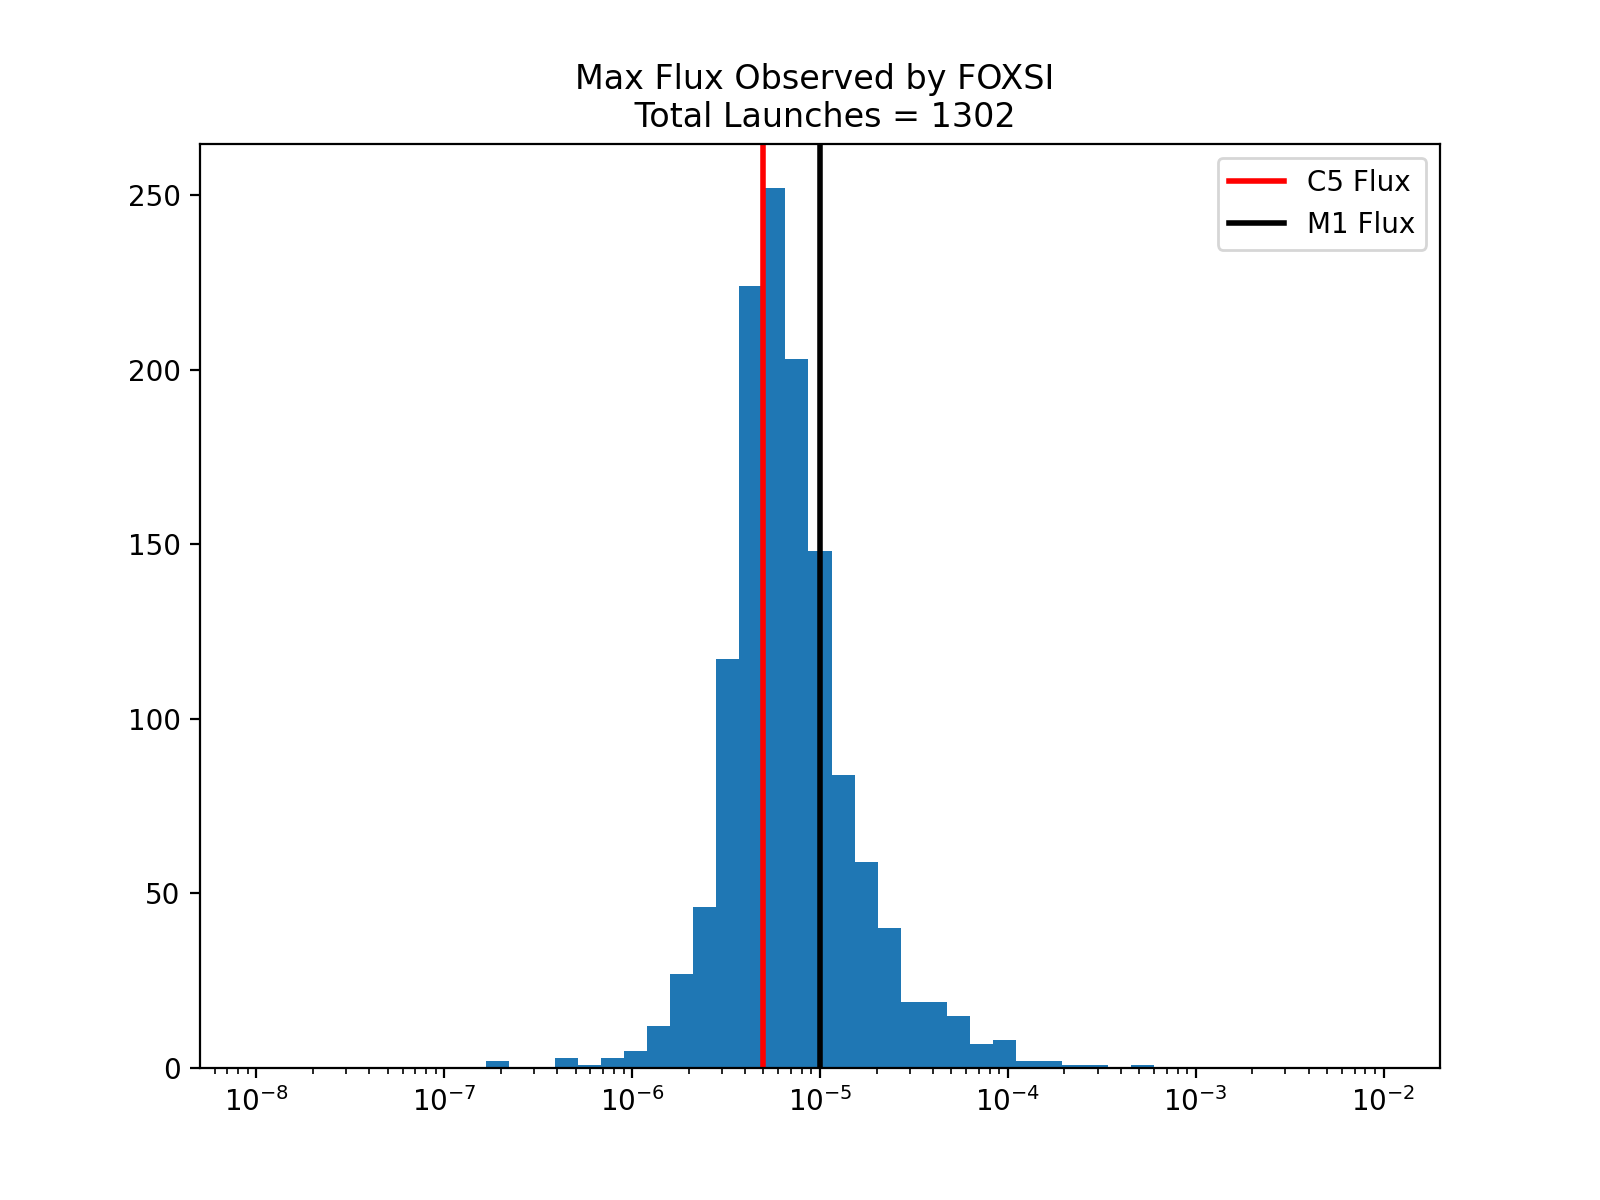 Max Flux Observed by FOXSI
Total Launches = 1302
C5 Flux
M1 Flux
250
200
150
100
50
0
10⁻⁸ 10⁻⁷ 10⁻⁶ 10⁻⁵ 10⁻⁴ 10⁻³ 10⁻²